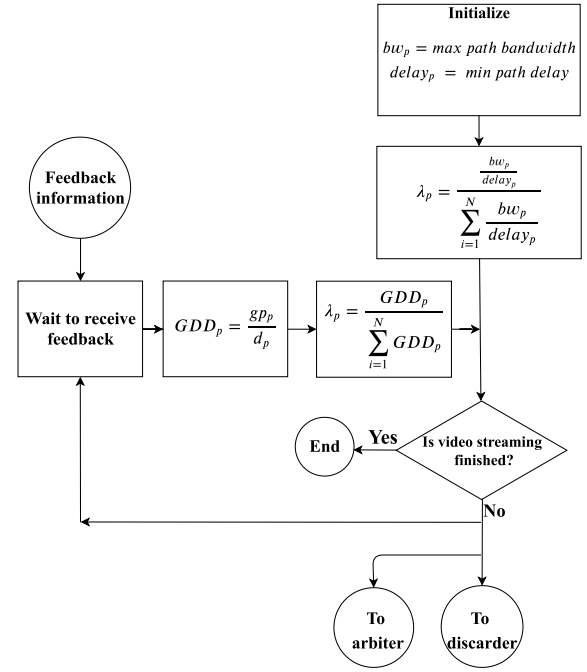 Initialize
bw_p = max path bandwidth
delay_p = min path delay
λ_p = (bw_p / delay_p) / (∑_{i=1}^{N} bw_p / delay_p)
Feedback
information
Wait to receive
feedback
GDD_p = gp_p / d_p
λ_p = GDD_p / (∑_{i=1}^{N} GDD_p)
Is video streaming
finished?
Yes
End
No
To
arbiter
To
discarder